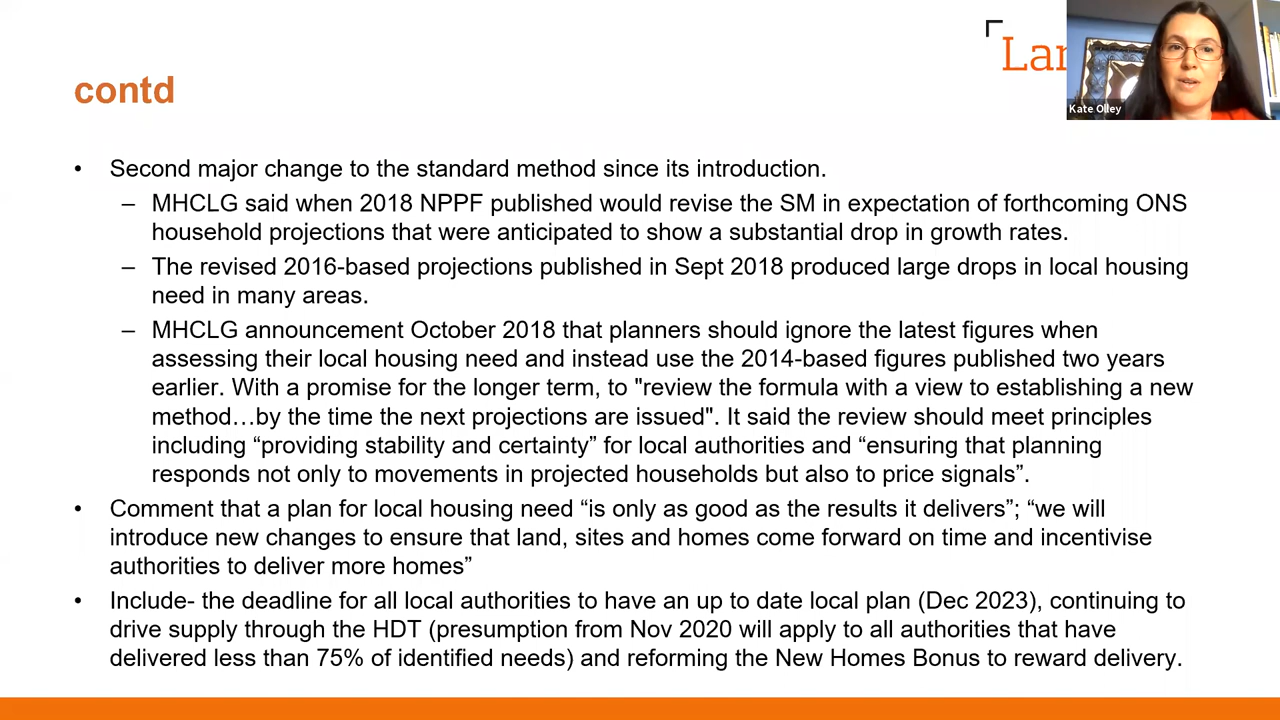 Lan
Kate Olley
contd
• Second major change to the standard method since its introduction.
– MHCLG said when 2018 NPPF published would revise the SM in expectation of forthcoming ONS
household projections that were anticipated to show a substantial drop in growth rates.
– The revised 2016-based projections published in Sept 2018 produced large drops in local housing
need in many areas.
– MHCLG announcement October 2018 that planners should ignore the latest figures when
assessing their local housing need and instead use the 2014-based figures published two years
earlier. With a promise for the longer term, to "review the formula with a view to establishing a new
method…by the time the next projections are issued". It said the review should meet principles
including “providing stability and certainty” for local authorities and “ensuring that planning
responds not only to movements in projected households but also to price signals”.
• Comment that a plan for local housing need “is only as good as the results it delivers”; “we will
introduce new changes to ensure that land, sites and homes come forward on time and incentivise
authorities to deliver more homes”
• Include- the deadline for all local authorities to have an up to date local plan (Dec 2023), continuing to
drive supply through the HDT (presumption from Nov 2020 will apply to all authorities that have
delivered less than 75% of identified needs) and reforming the New Homes Bonus to reward delivery.